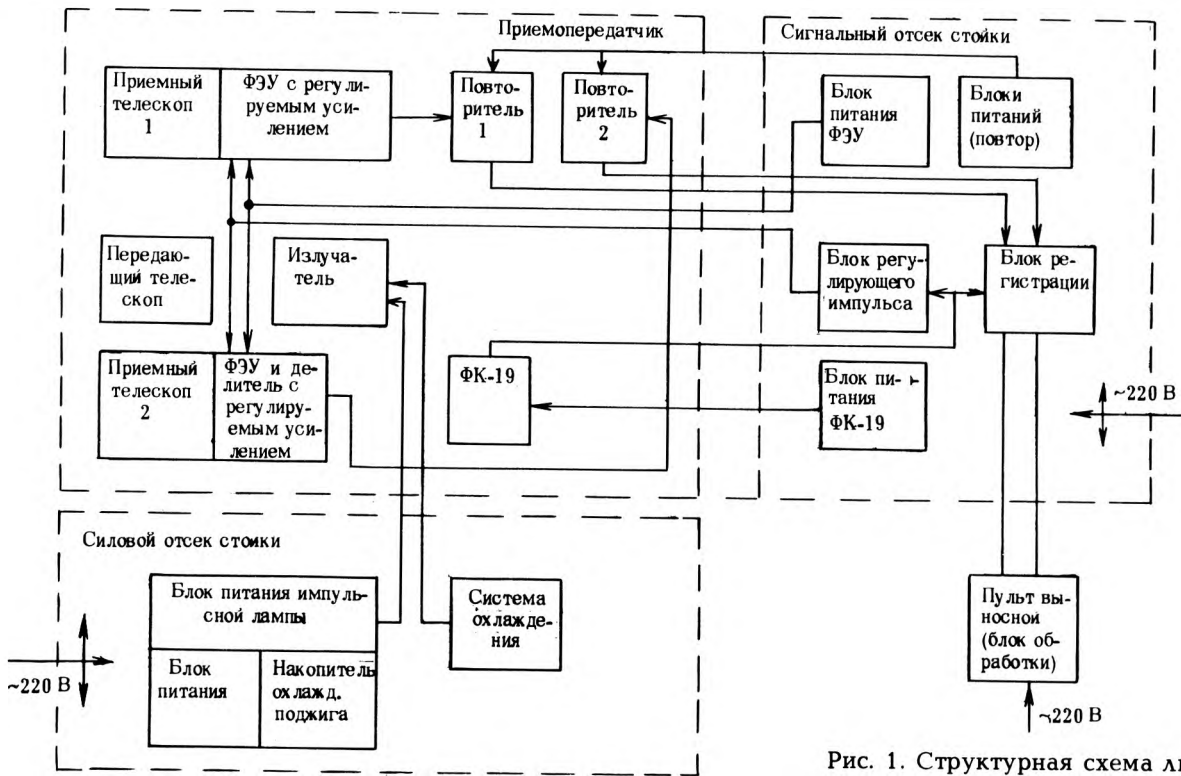 Приемопередатчик
Сигнальный отсек стойки
Приемный
телескоп
1
ФЭУ с регули-
руемым уси-
лением
Повто-
ритель
1
Повто-
ритель 2
Блок
питания
ФЭУ
Блоки
питаний
(повтор)
Передаю-
щий теле-
скоп
Излуча-
тель
Блок регу-
лирующего
импульса
Блок ре-
гистрации
Приемный
телескоп
2
ФЭУ и де-
литель с
регулиру-
емым уси-
лением
ФК-19
Блок пи-
тания
ФК-19
~220 В
Силовой отсек стойки
Блок питания импуль-
сной лампы
Блок
питания
Накопитель
охлажд.
поджига
Система
охлажде-
ния
Пульт вы-
носной
(блок об-
работки)
~220 В
~220 В
Рис. 1. Структурная схема ли